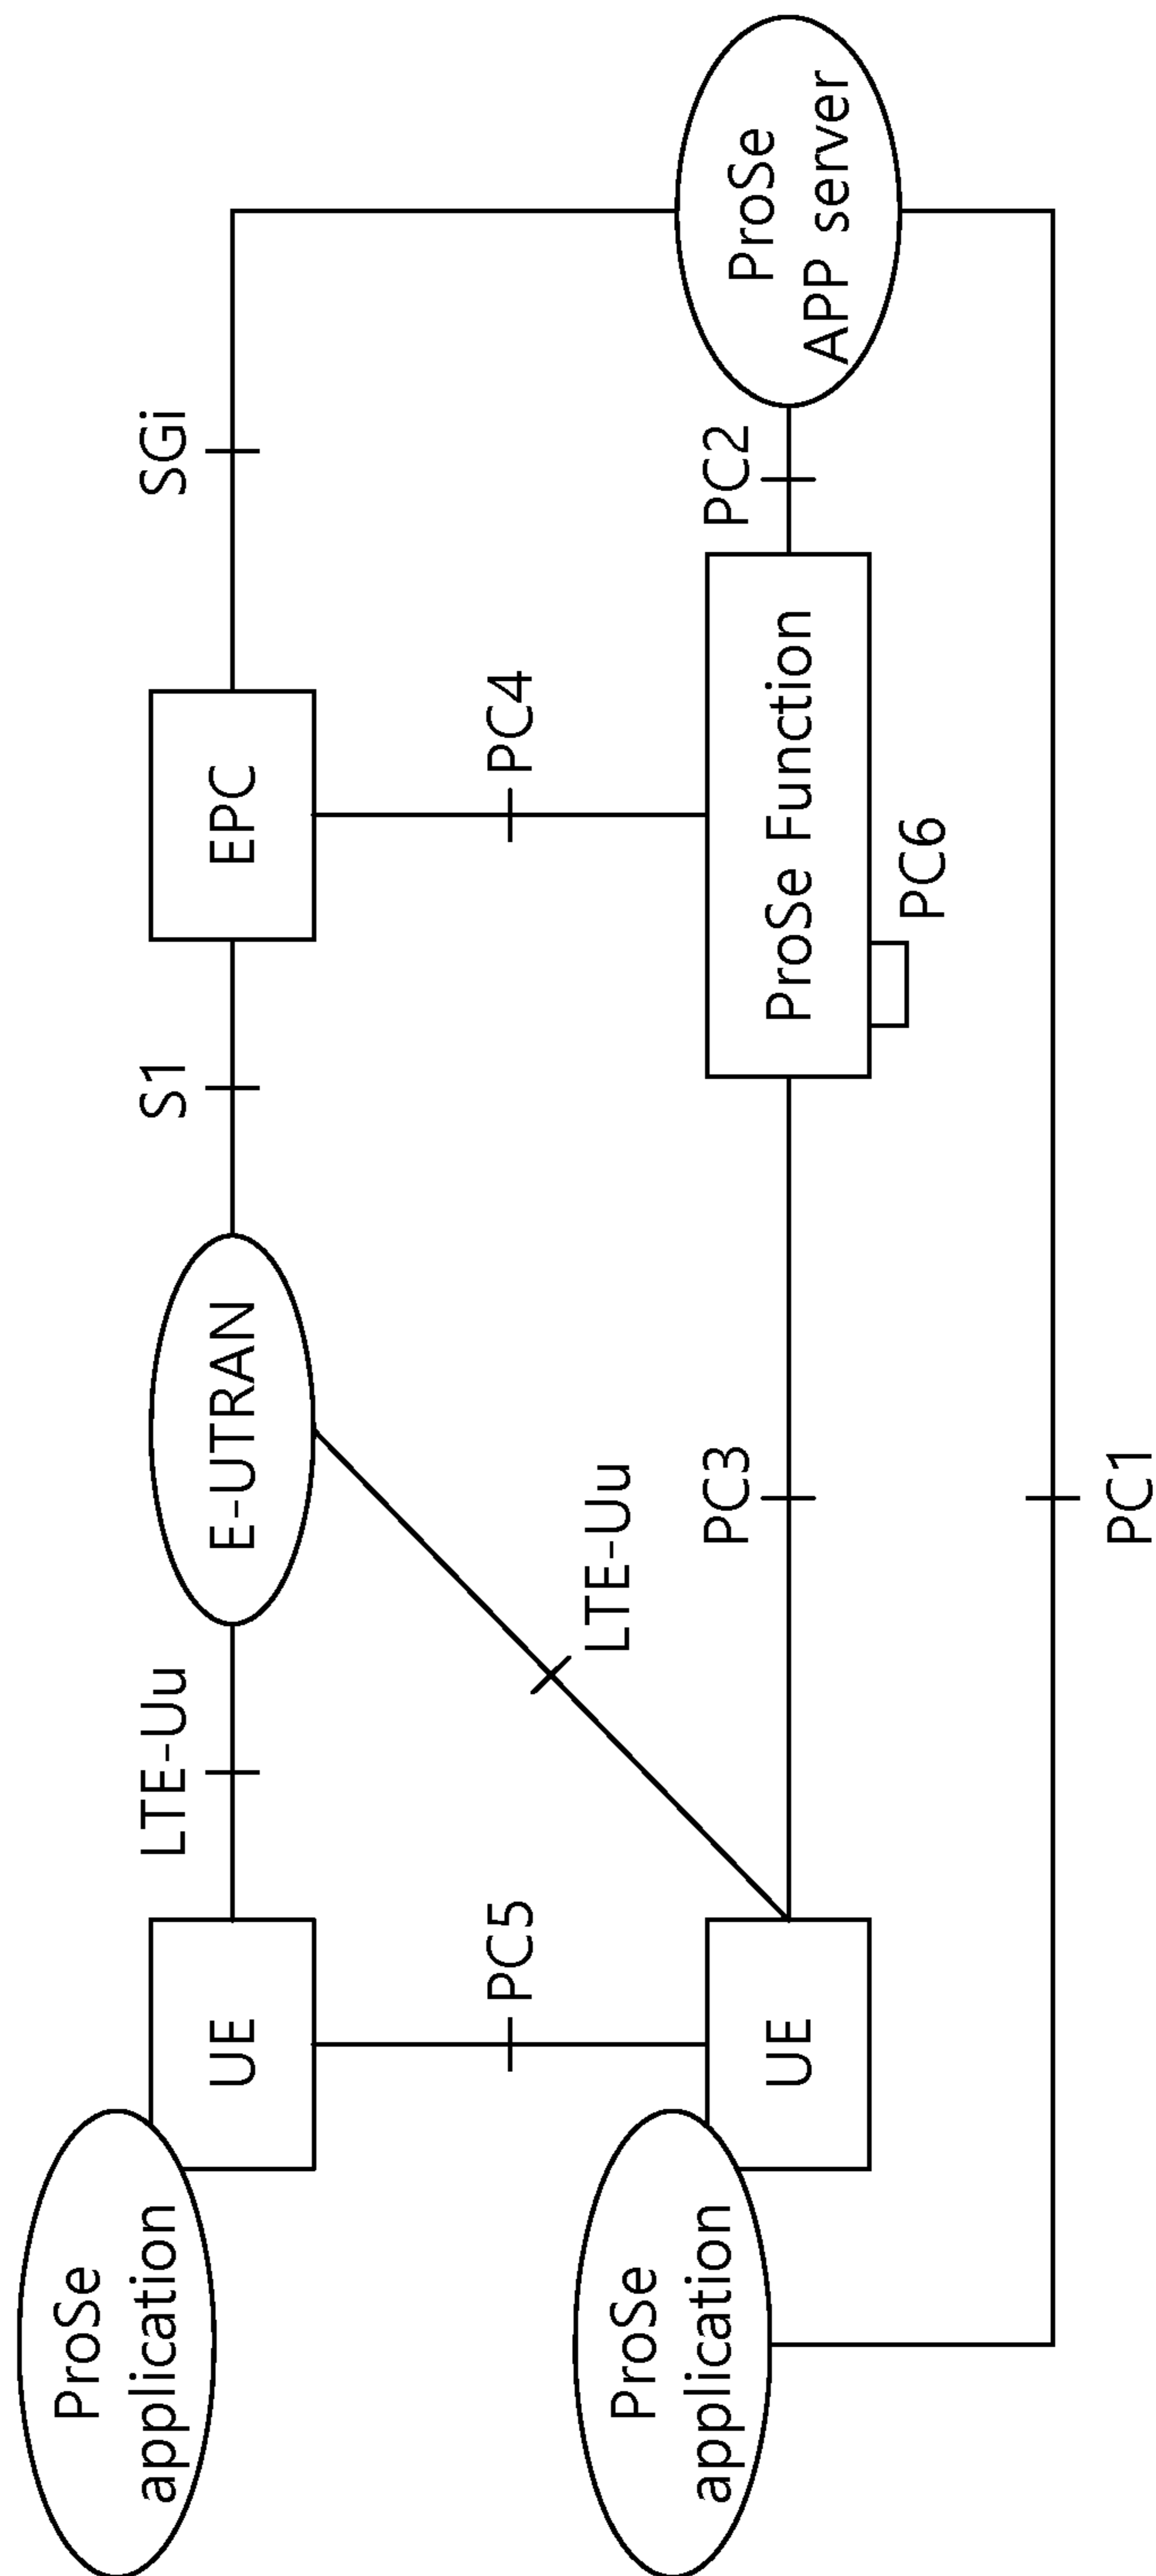 ProSe
application
UE
LTE-Uu
E-UTRAN
S1
EPC
SGi
PC5
LTE-Uu
PC4
ProSe
application
UE
PC3
ProSe Function
PC2
ProSe
APP server
PC6
PC1